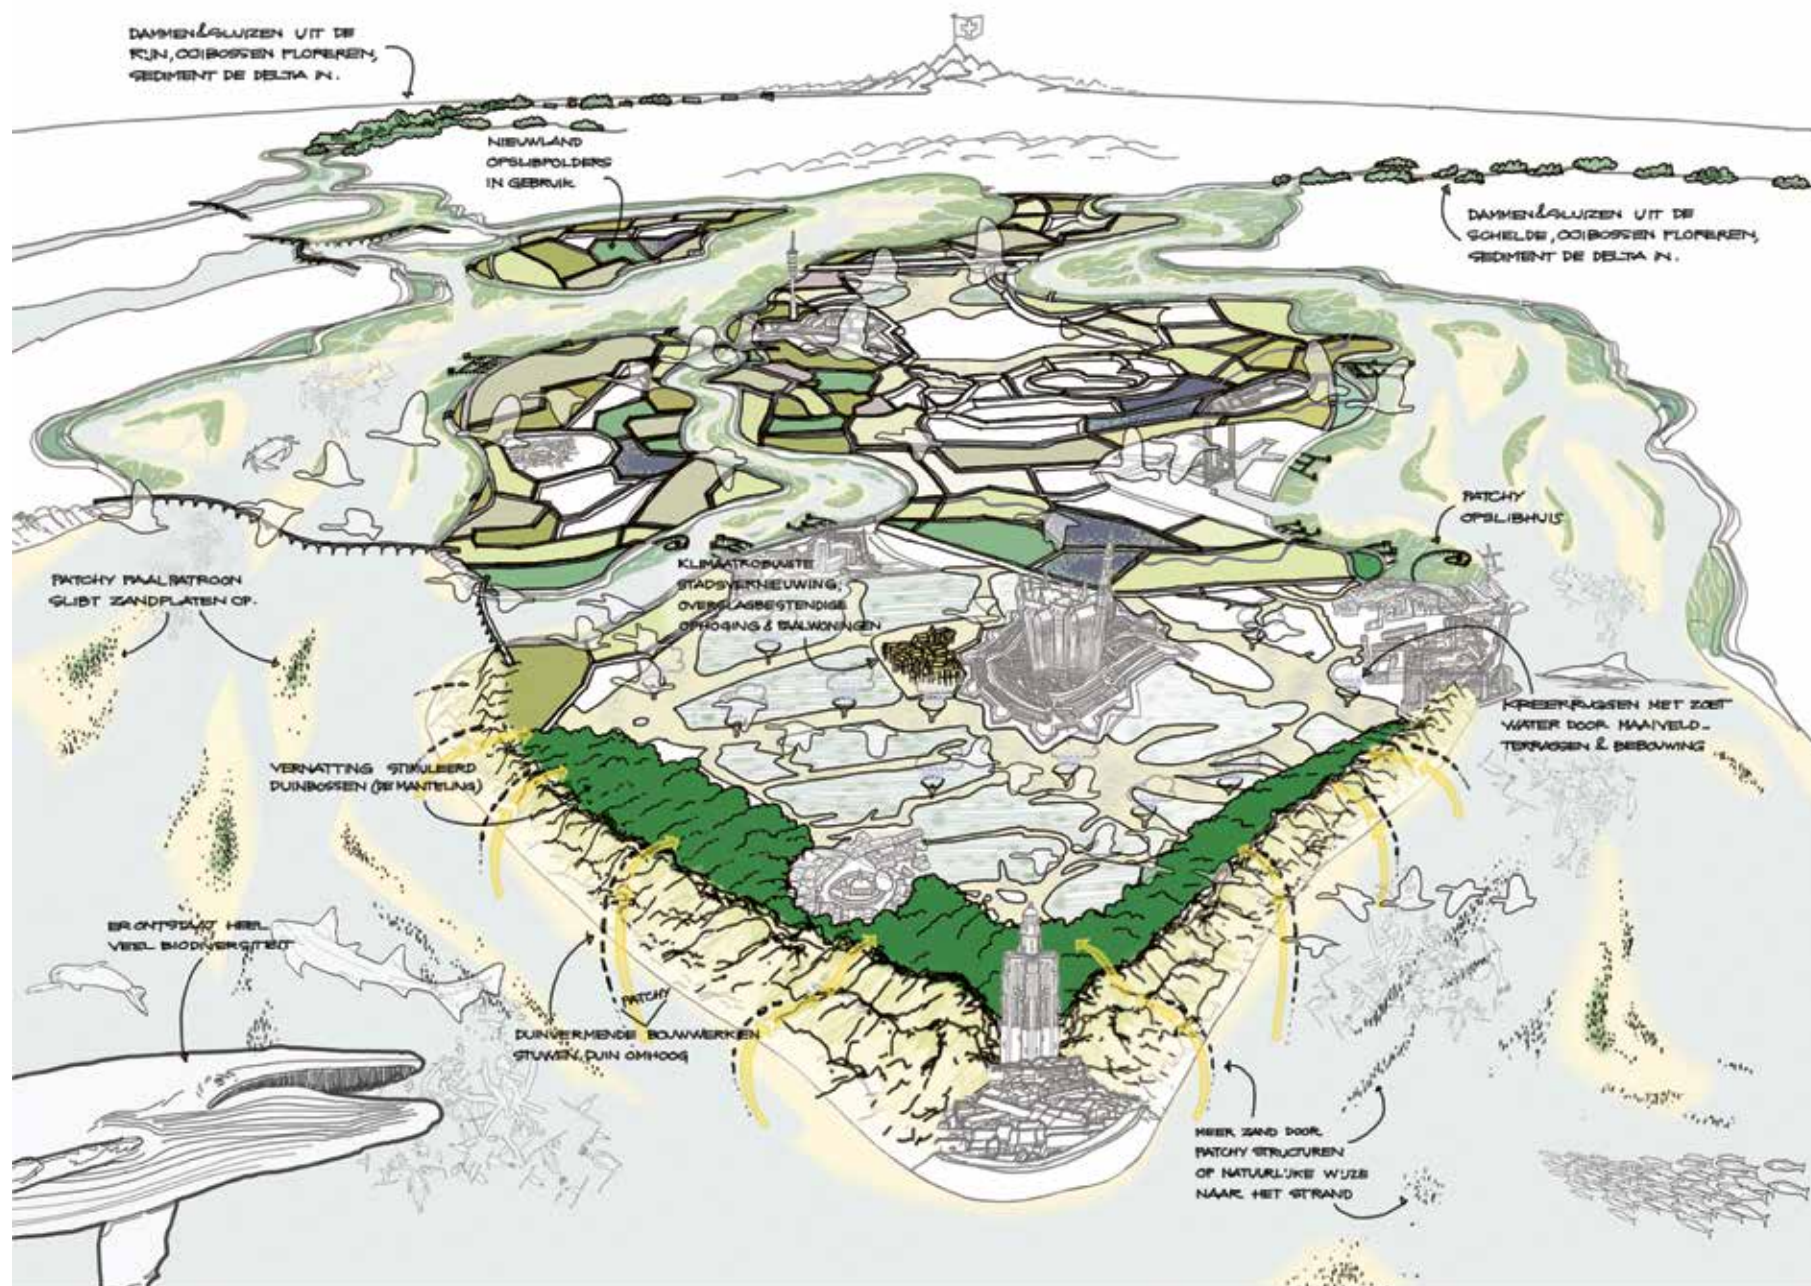 DAMMEN & SLUIZEN UIT DE
RIJN, OOIBOSSEN FLOREREN,
SEDIMENT DE DELTA IN.
NIEUWLAND
OPSLIBPOLDERS
IN GEBRUIK
DAMMEN & SLUIZEN UIT DE
SCHELDE, OOIBOSSEN FLOREREN,
SEDIMENT DE DELTA IN.
PATCHY
OPSLIBHUIS
PATCHY PAALPATROON
SLIBT ZANDPLATEN OP.
KLIMAATROBUUSTE
STADSVERNIEUWING;
OVERSLAGBESTENDIGE
OPHOGING & PAALWONINGEN
KREEKRUGGEN MET ZOET
WATER DOOR MAAIVELD-
TERRASSEN & BEBOUWING
VERNATTING STIMULEERD
DUINBOSSEN (DE MANTELING)
ER ONTSTAAT HEEL
VEEL BIODIVERSITEIT
PATCHY
DUINVERMENDE BOUWWERKEN
STUWEN DUIN OMHOOG
MEER ZAND DOOR
PATCHY STRUCTUREN
OP NATUURLIJKE WIJZE
NAAR HET STRAND